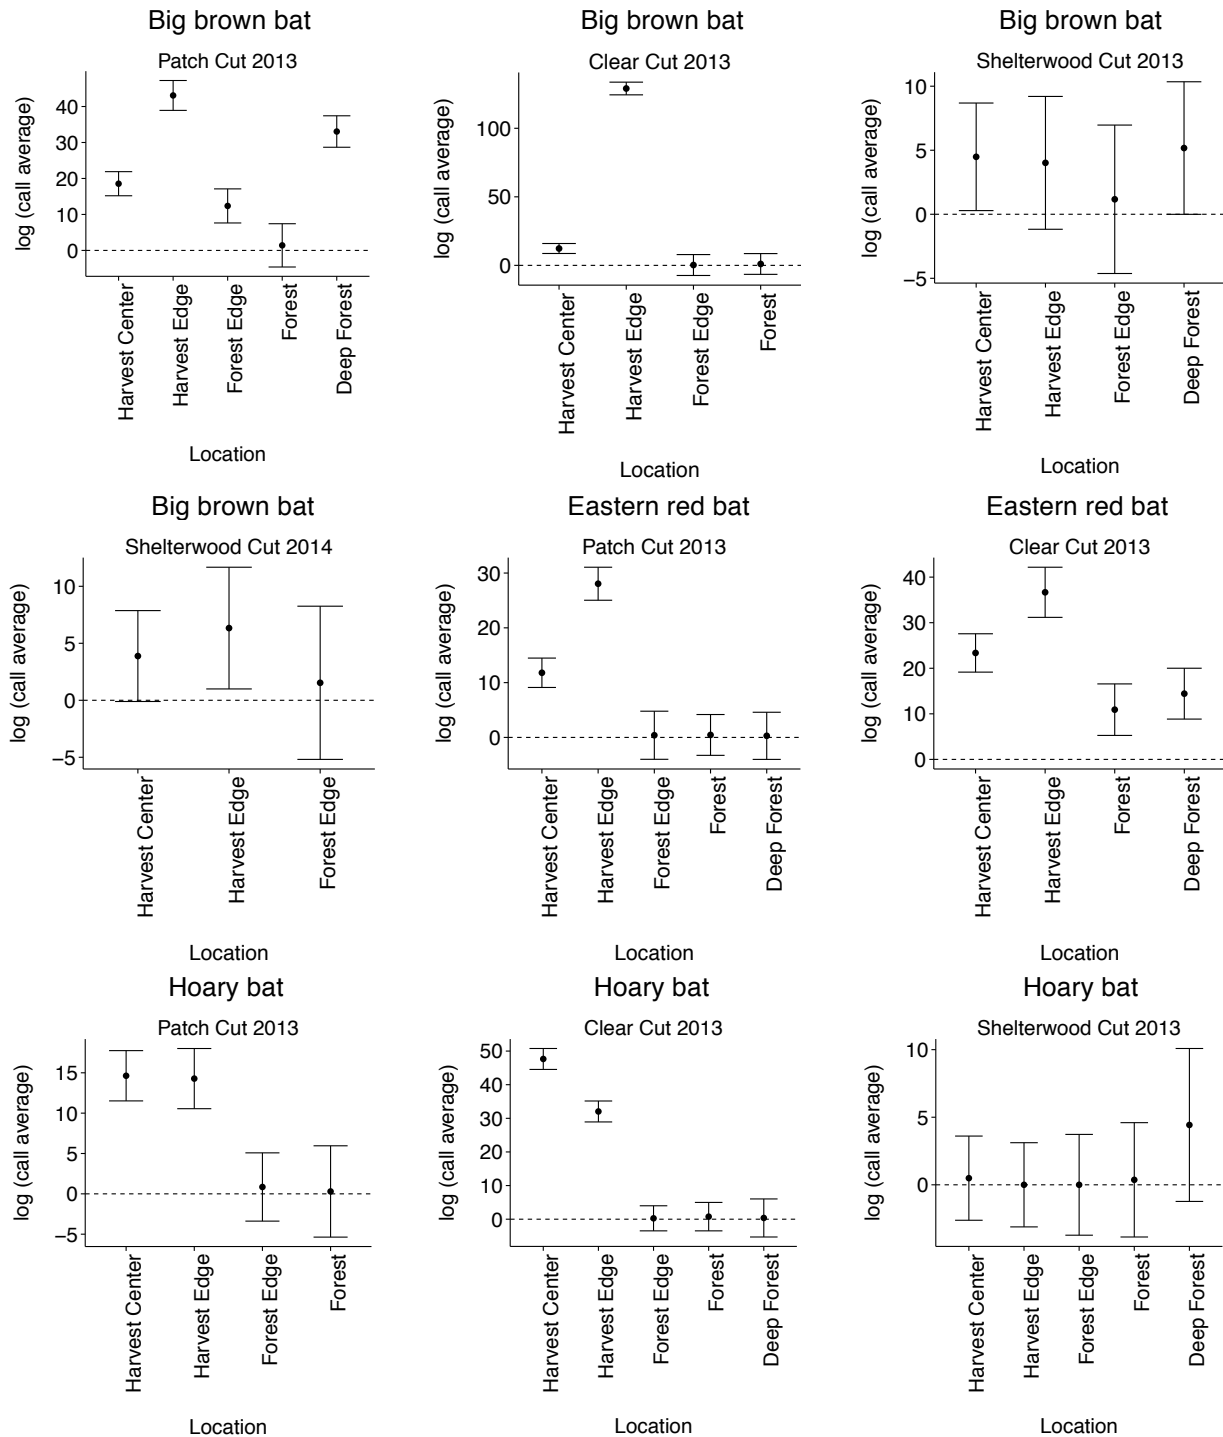 Big brown bat
Patch Cut 2013
log (call average)
40
30
20
10
0
Harvest Center
Harvest Edge
Forest Edge
Forest
Deep Forest
Location
Big brown bat
Clear Cut 2013
log (call average)
100
50
0
Harvest Center
Harvest Edge
Forest Edge
Forest
Location
Big brown bat
Shelterwood Cut 2013
log (call average)
10
5
0
−5
Harvest Center
Harvest Edge
Forest Edge
Deep Forest
Location
Big brown bat
Shelterwood Cut 2014
log (call average)
10
5
0
−5
Harvest Center
Harvest Edge
Forest Edge
Location
Eastern red bat
Patch Cut 2013
log (call average)
30
20
10
0
Harvest Center
Harvest Edge
Forest Edge
Forest
Deep Forest
Location
Eastern red bat
Clear Cut 2013
log (call average)
40
30
20
10
0
Harvest Center
Harvest Edge
Forest
Deep Forest
Location
Hoary bat
Patch Cut 2013
log (call average)
15
10
5
0
−5
Harvest Center
Harvest Edge
Forest Edge
Forest
Location
Hoary bat
Clear Cut 2013
log (call average)
50
40
30
20
10
0
Harvest Center
Harvest Edge
Forest Edge
Forest
Deep Forest
Location
Hoary bat
Shelterwood Cut 2013
log (call average)
10
5
0
Harvest Center
Harvest Edge
Forest Edge
Forest
Deep Forest
Location